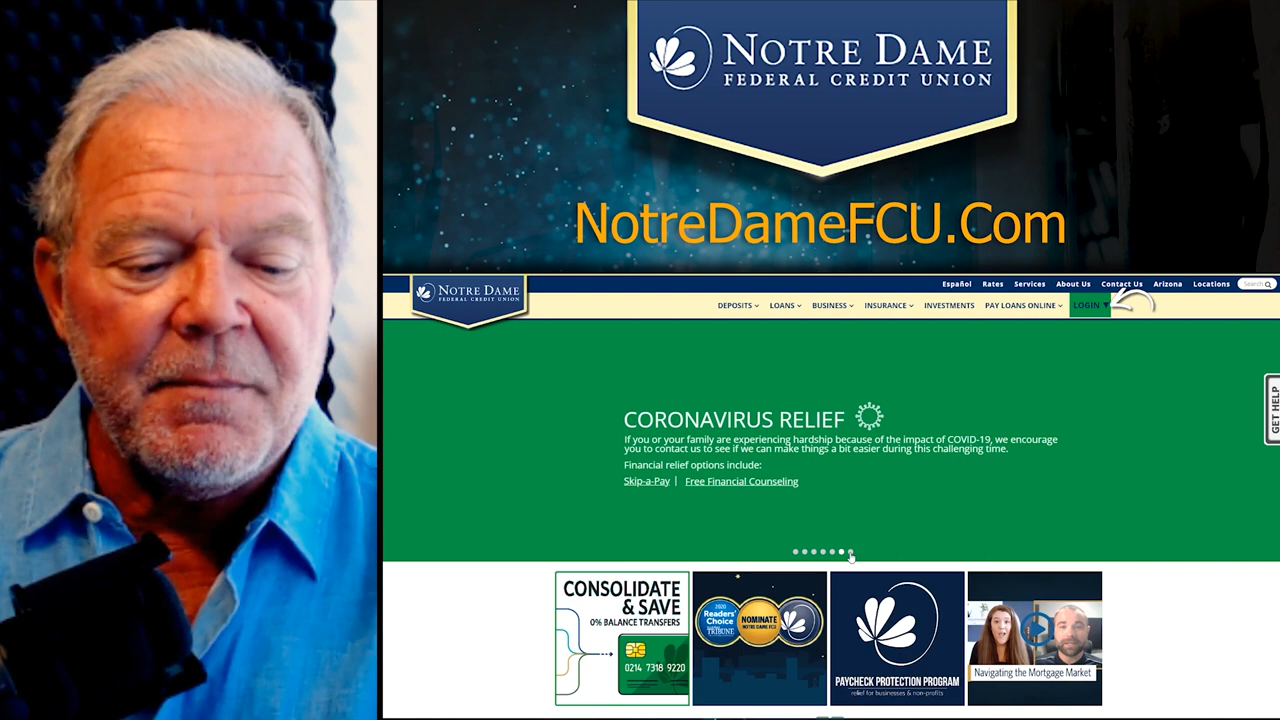 NOTRE DAME
FEDERAL CREDIT UNION
NotreDameFCU.Com
NOTRE DAME
FEDERAL CREDIT UNION
Español Rates Services About Us Contact Us Arizona Locations Search
DEPOSITS LOANS BUSINESS INSURANCE INVESTMENTS PAY LOANS ONLINE LOGIN
GET HELP
CORONAVIRUS RELIEF
If you or your family are experiencing hardship because of the impact of COVID-19, we encourage
you to contact us to see if we can make things a bit easier during this challenging time.
Financial relief options include:
Skip-a-Pay | Free Financial Counseling
CONSOLIDATE
& SAVE
0% BALANCE TRANSFERS
0214 7318 9220
2020
Readers'
Choice
TRIBUNE
NOMINATE
NOTRE DAME FCU
PAYCHECK PROTECTION PROGRAM
relief for businesses & non-profits
Navigating the Mortgage Market